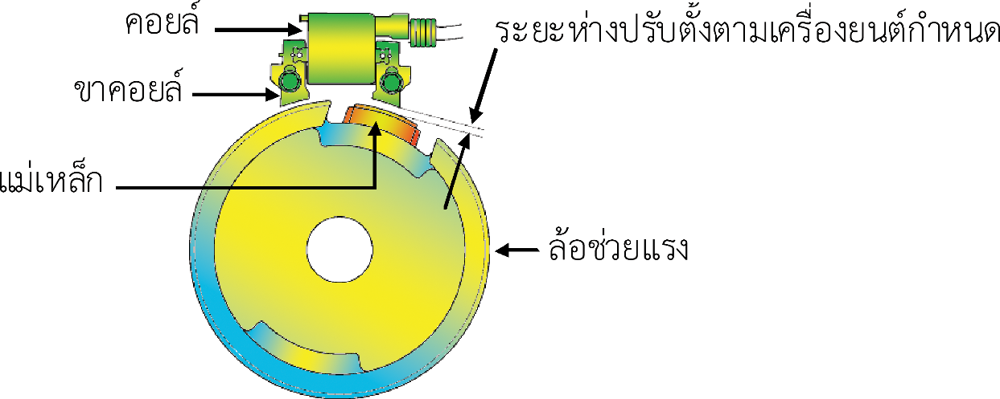 คอยล์
ระยะห่างปรับตั้งตามเครื่องยนต์กำหนด
ขาคอยล์
แม่เหล็ก
ล้อช่วยแรง